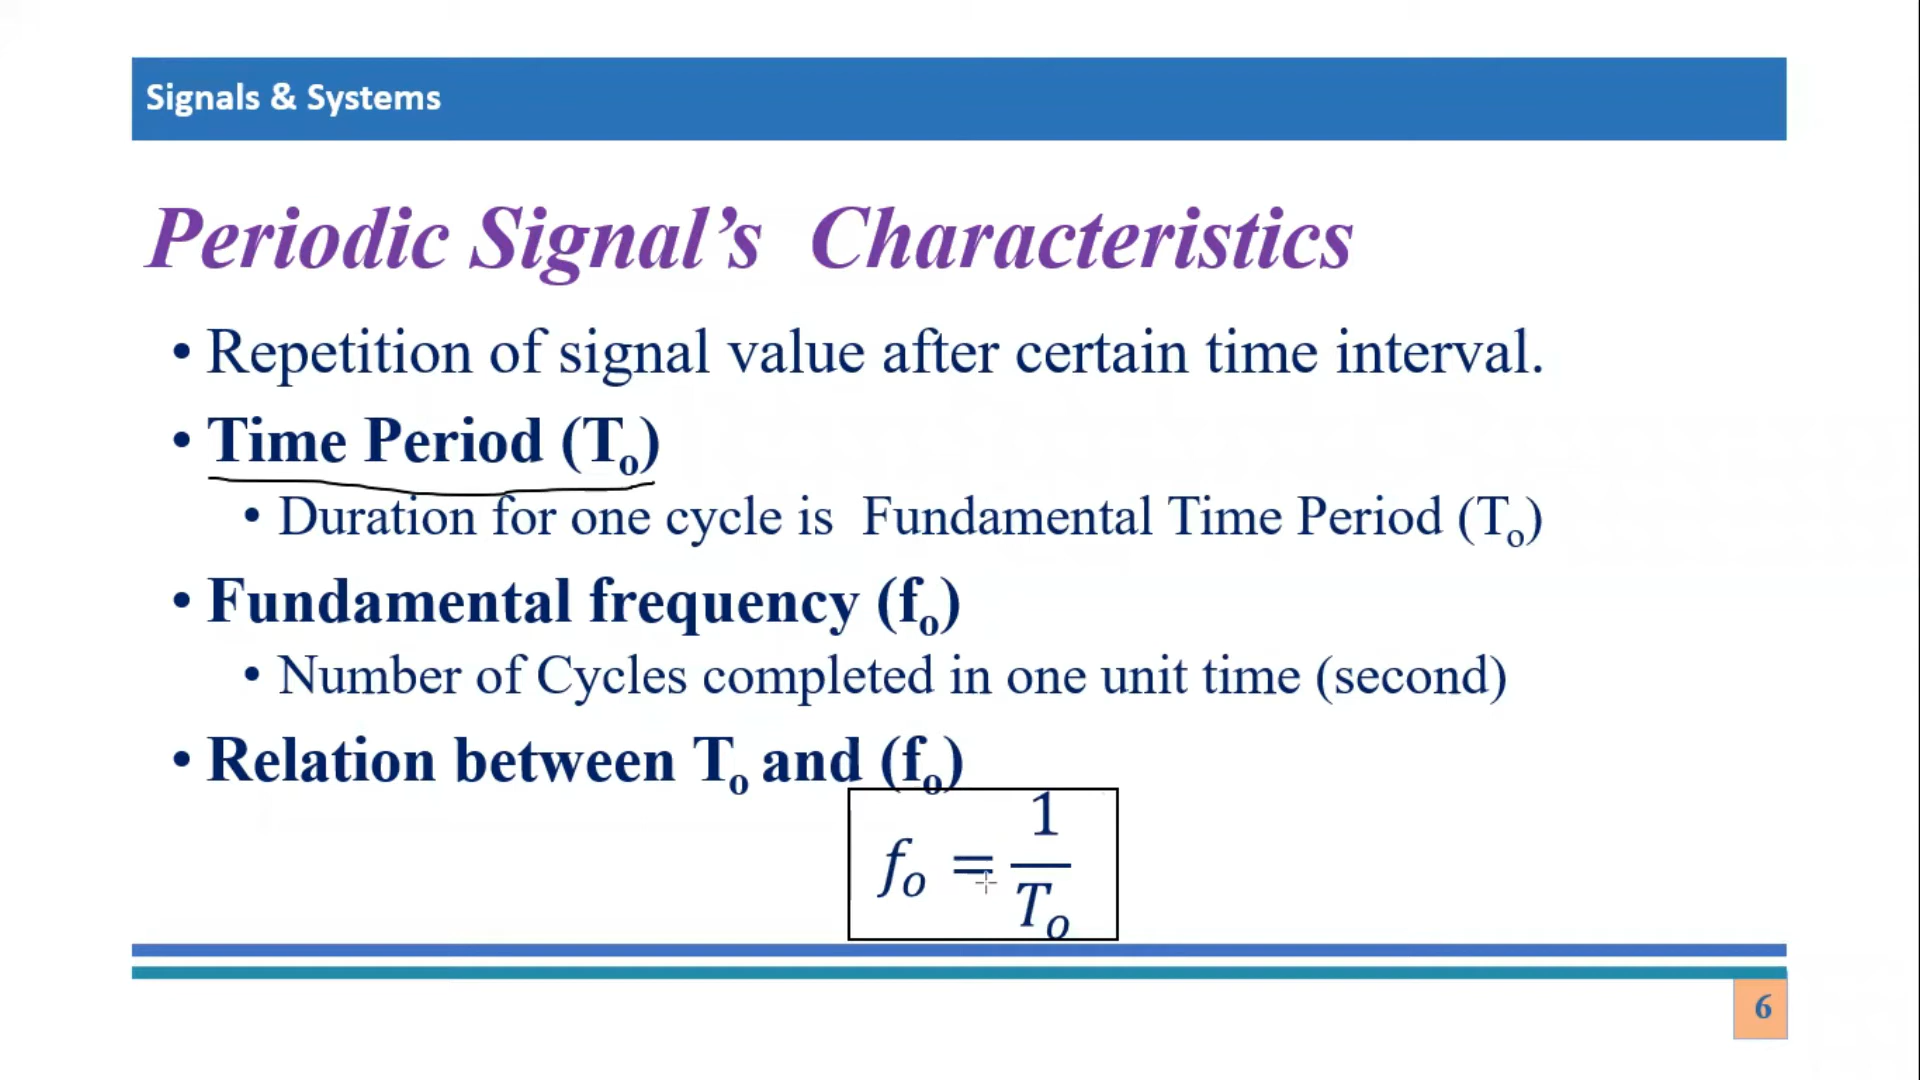 Signals & Systems
Periodic Signal’s Characteristics
• Repetition of signal value after certain time interval.
• Time Period (To)
• Duration for one cycle is Fundamental Time Period (To)
• Fundamental frequency (fo)
• Number of Cycles completed in one unit time (second)
• Relation between To and (fo)
fo = 1/To
6